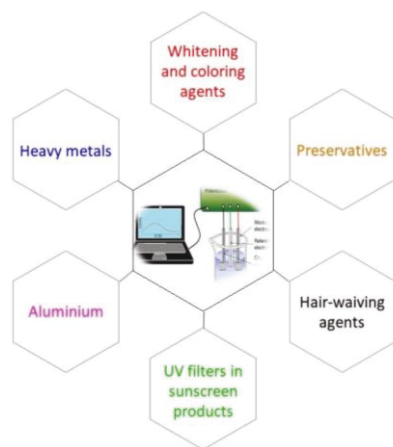 Whitening
and coloring
agents
Heavy metals
Preservatives
Aluminium
Hair-waiving
agents
UV filters in
sunscreen
products